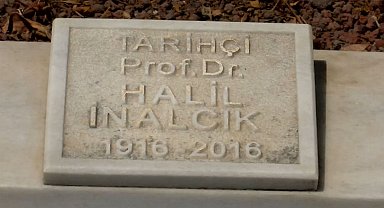 TARİHÇİ
Prof. Dr.
HALİL
İNALCIK
1916 - 2016